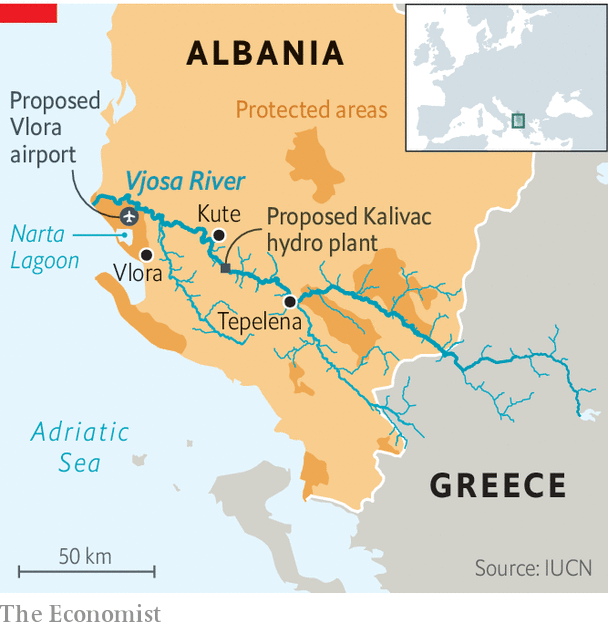 ALBANIA
Proposed
Vlora
airport
Protected areas
Vjosa River
Kute
Proposed Kalivac
hydro plant
Narta
Lagoon
Vlora
Tepelena
Adriatic
Sea
GREECE
50 km
Source: IUCN
The Economist